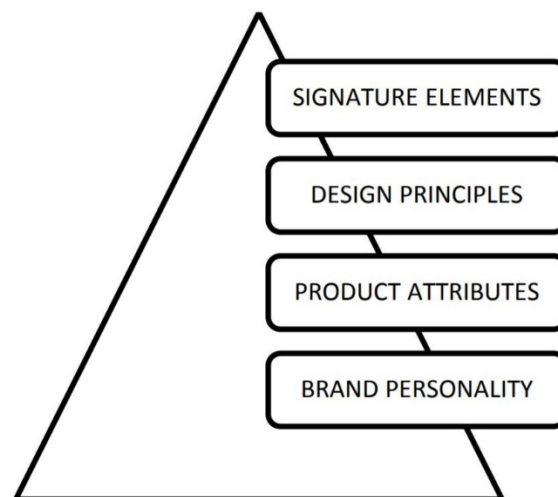 SIGNATURE ELEMENTS
DESIGN PRINCIPLES
PRODUCT ATTRIBUTES
BRAND PERSONALITY